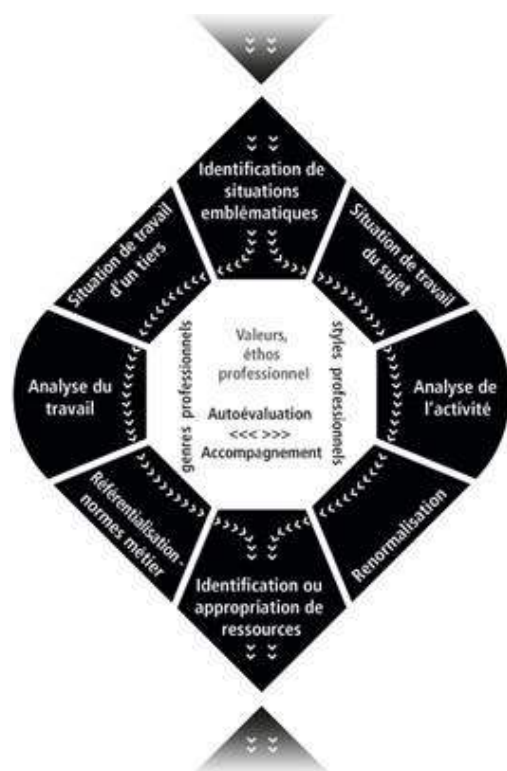 Identification de
situations
emblématiques
Situation de travail
d'un tiers
Situation de travail
du sujet
Valeurs,
éthos
professionnel
genres professionnels
styles professionnels
Autoévaluation
<<< >>>
Accompagnement
Analyse du
travail
Analyse de
l'activité
Référentialisation -
normes métier
Renormalisation
Identification ou
appropriation de
ressources